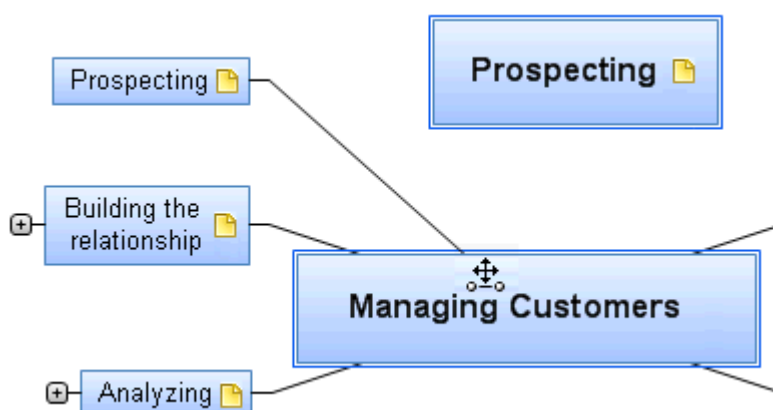 Prospecting
Prospecting
Building the
relationship
Managing Customers
Analyzing